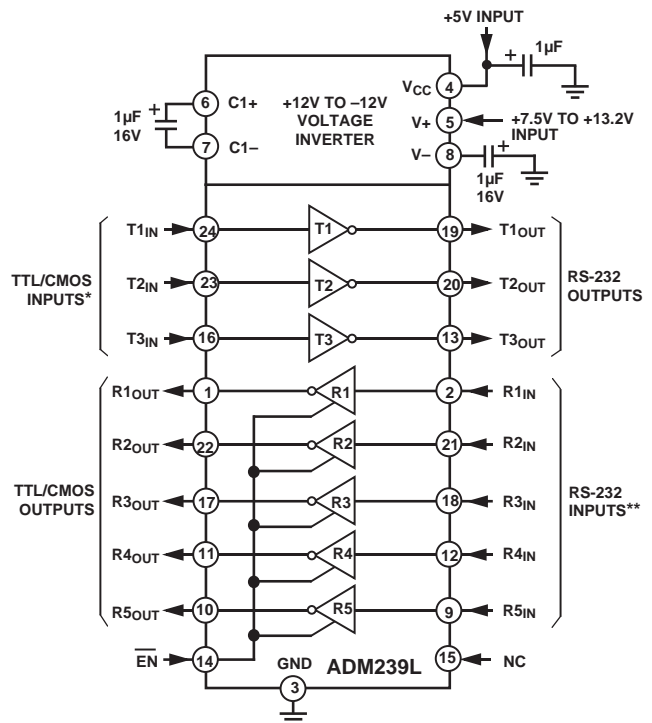 +5V INPUT
1µF
+
4
VCC
6
C1+
+12V TO –12V
VOLTAGE
INVERTER
+
1µF
16V
V+
5
+7.5V TO +13.2V
INPUT
7
C1–
V–
8
+
1µF
16V
T1IN
24
T1
19
T1OUT
TTL/CMOS
INPUTS*
T2IN
23
T2
20
T2OUT
RS-232
OUTPUTS
T3IN
16
T3
13
T3OUT
R1OUT
1
R1
2
R1IN
R2OUT
22
R2
21
R2IN
TTL/CMOS
OUTPUTS
R3OUT
17
R3
18
R3IN
RS-232
INPUTS**
R4OUT
11
R4
12
R4IN
R5OUT
10
R5
9
R5IN
EN
14
GND
3
ADM239L
15
NC